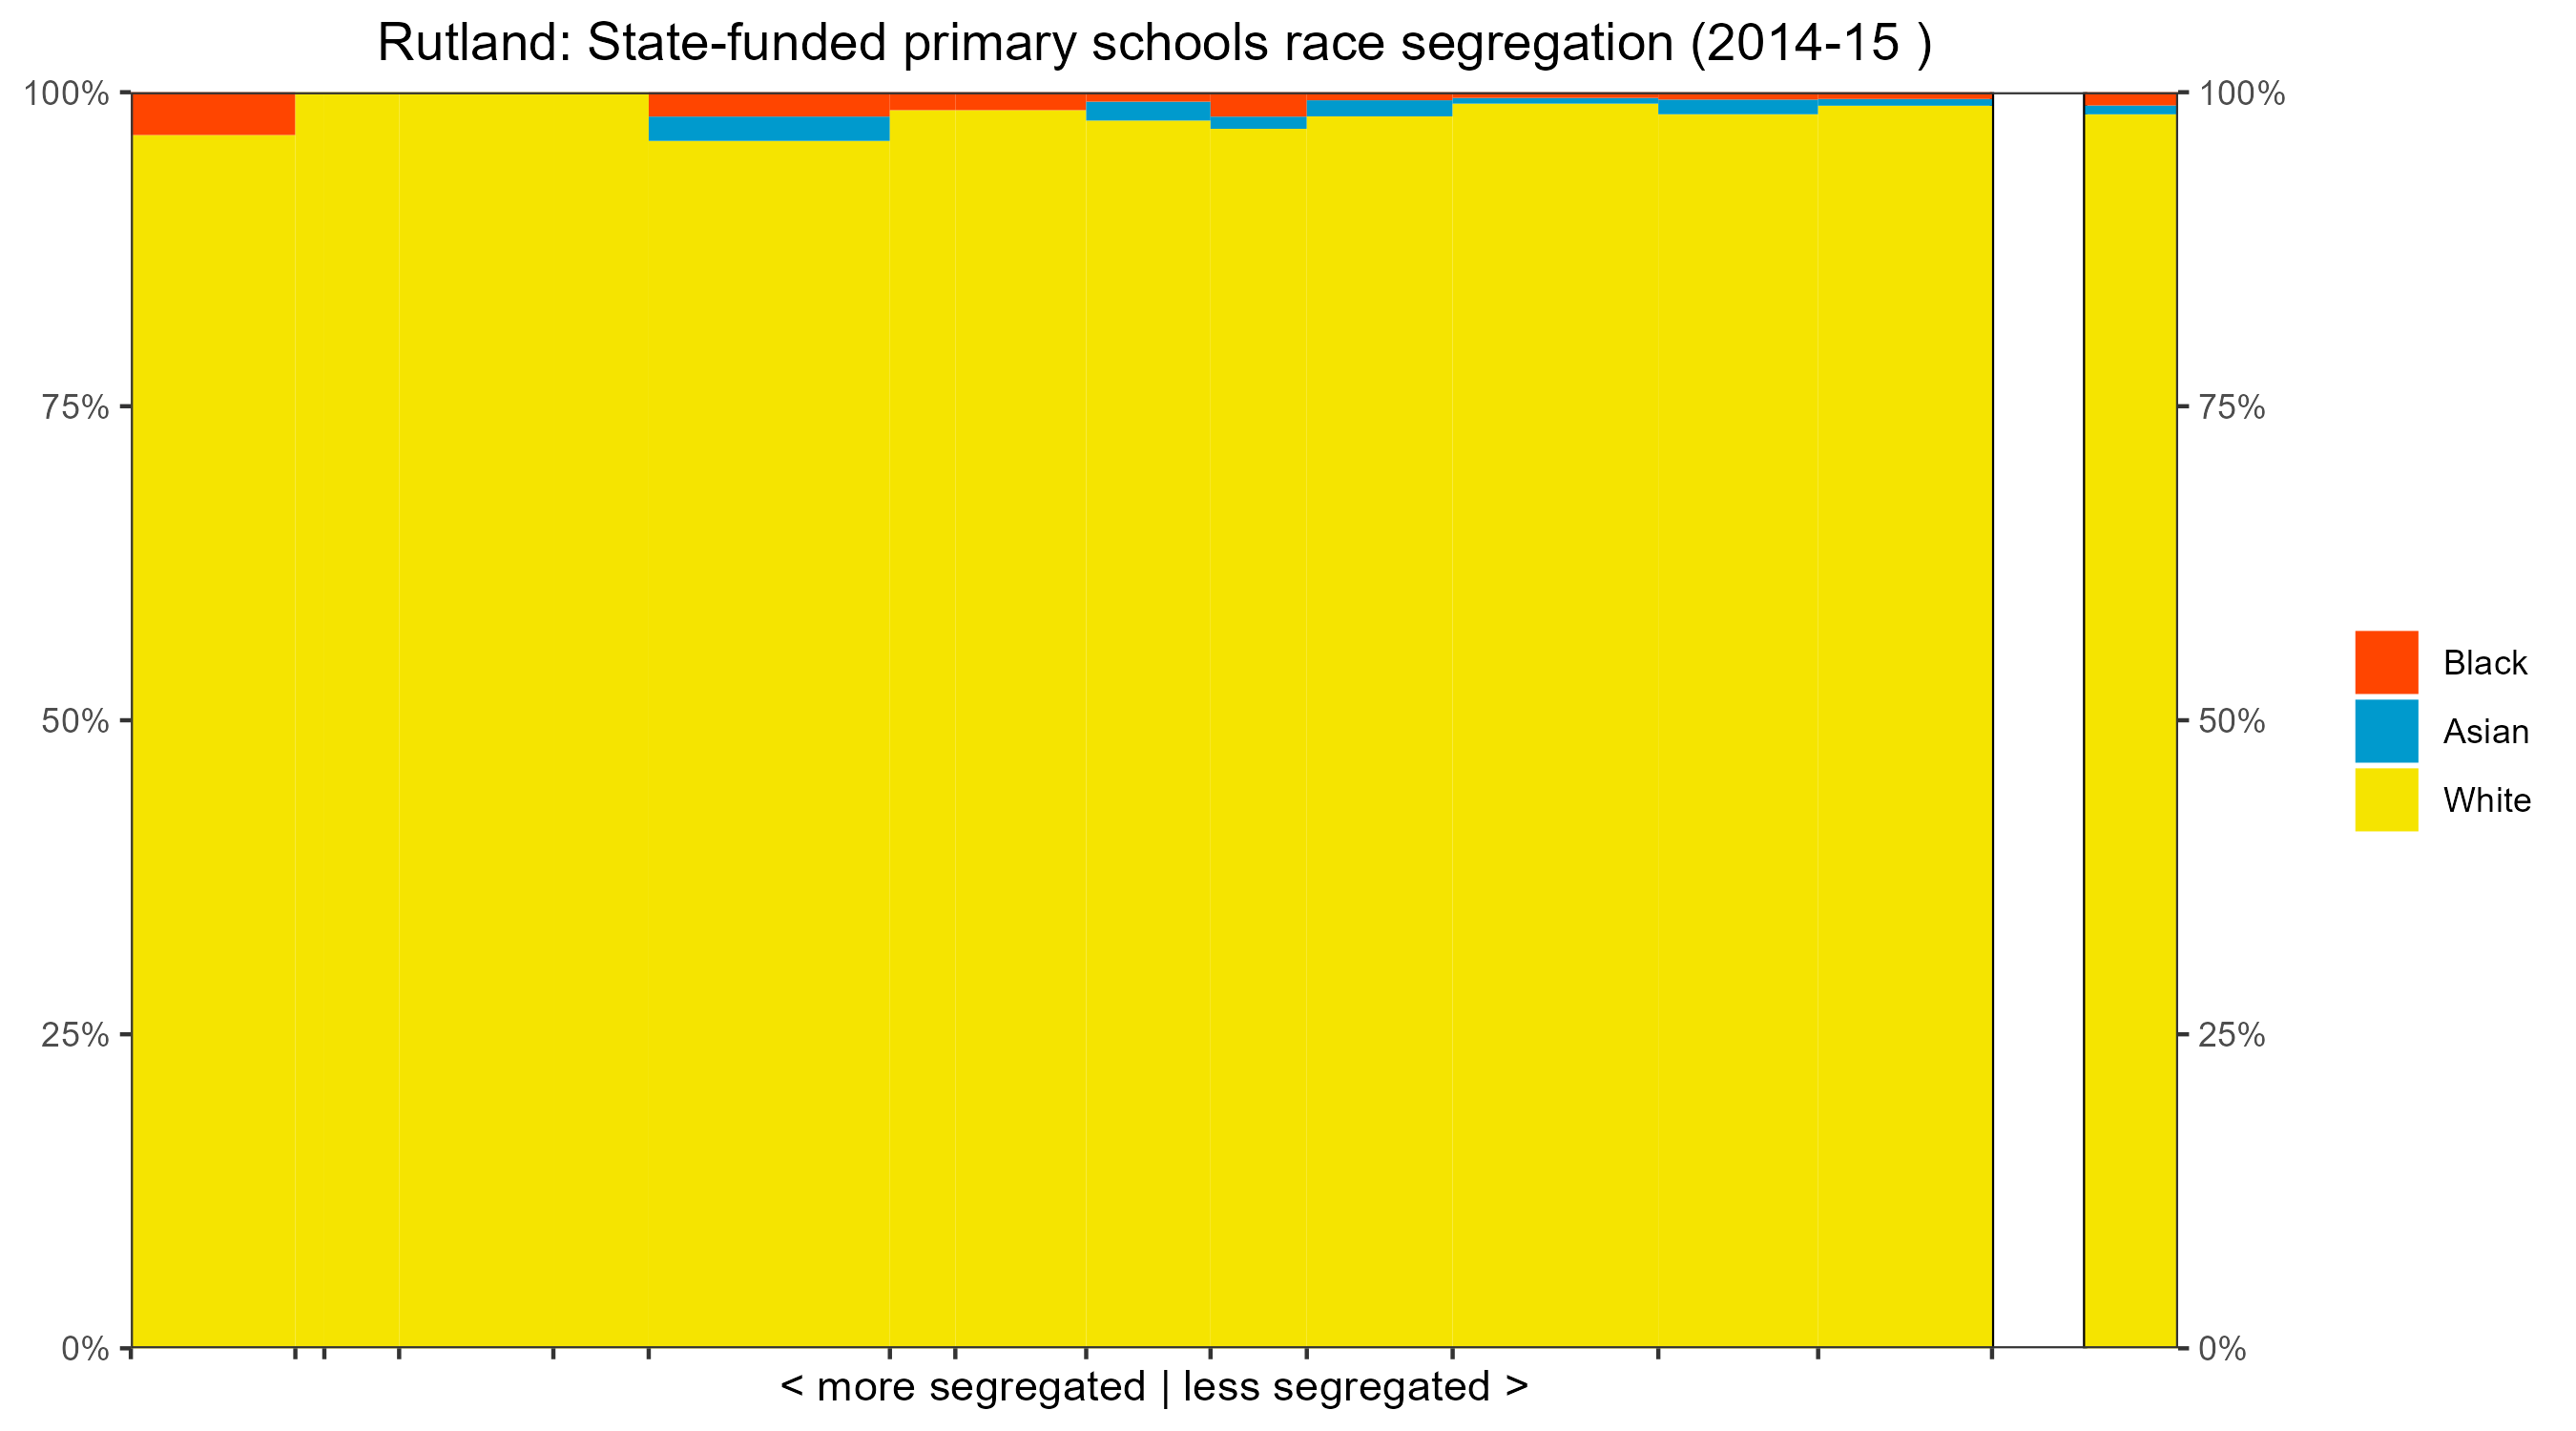 Rutland: State-funded primary schools race segregation (2014-15 )
100%
75%
50%
25%
0%
100%
75%
50%
25%
0%
Black
Asian
White
< more segregated | less segregated >